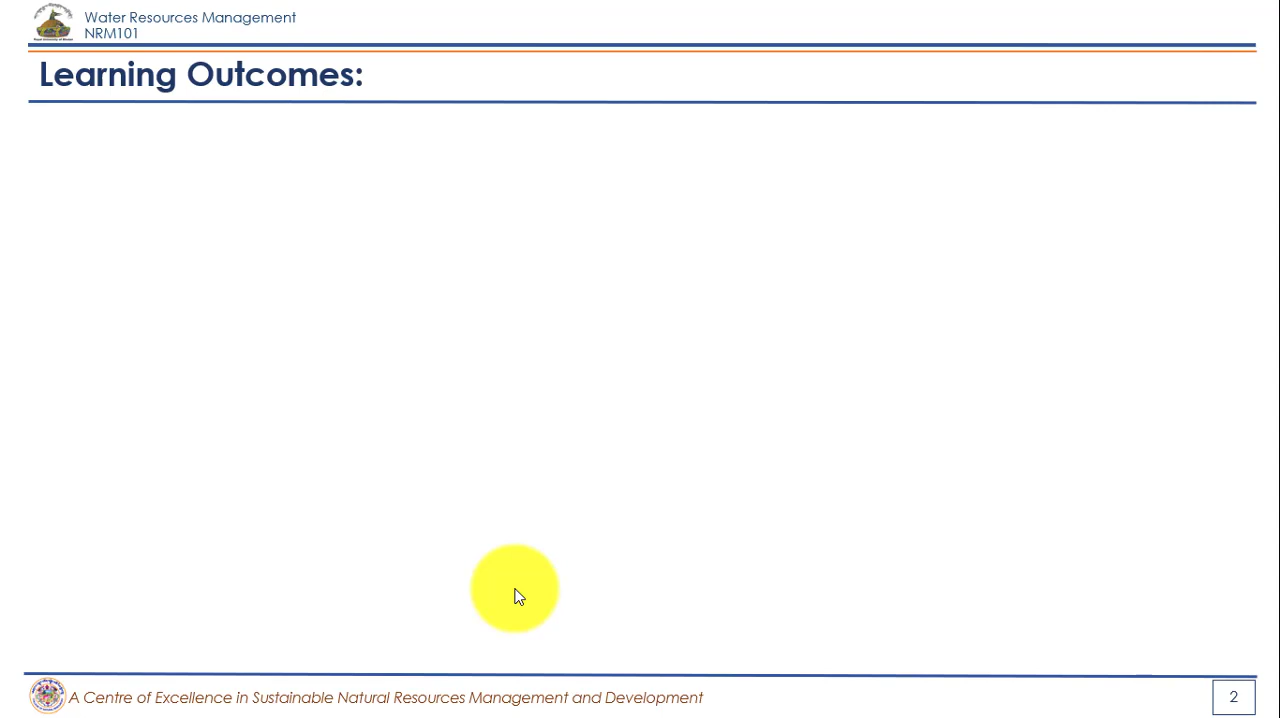 Water Resources Management
NRM101
Learning Outcomes:
A Centre of Excellence in Sustainable Natural Resources Management and Development
2